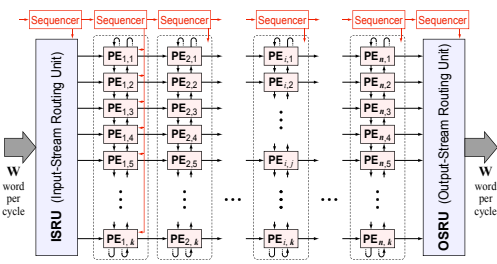 Sequencer Sequencer Sequencer Sequencer Sequencer Sequencer
PE1,1 PE2,1 PEi,1 PEn,1
PE1,2 PE2,2 PEi,2 PEn,2
PE1,3 PE2,3 PEn,3
PE1,4 PE2,4 PEn,4
PE1,5 PE2,5 PEi,j PEn,5
PE1,k PE2,k PEi,k PEn,k
ISRU (Input-Stream Routing Unit)
OSRU (Output-Stream Routing Unit)
W
word
per
cycle
W
word
per
cycle